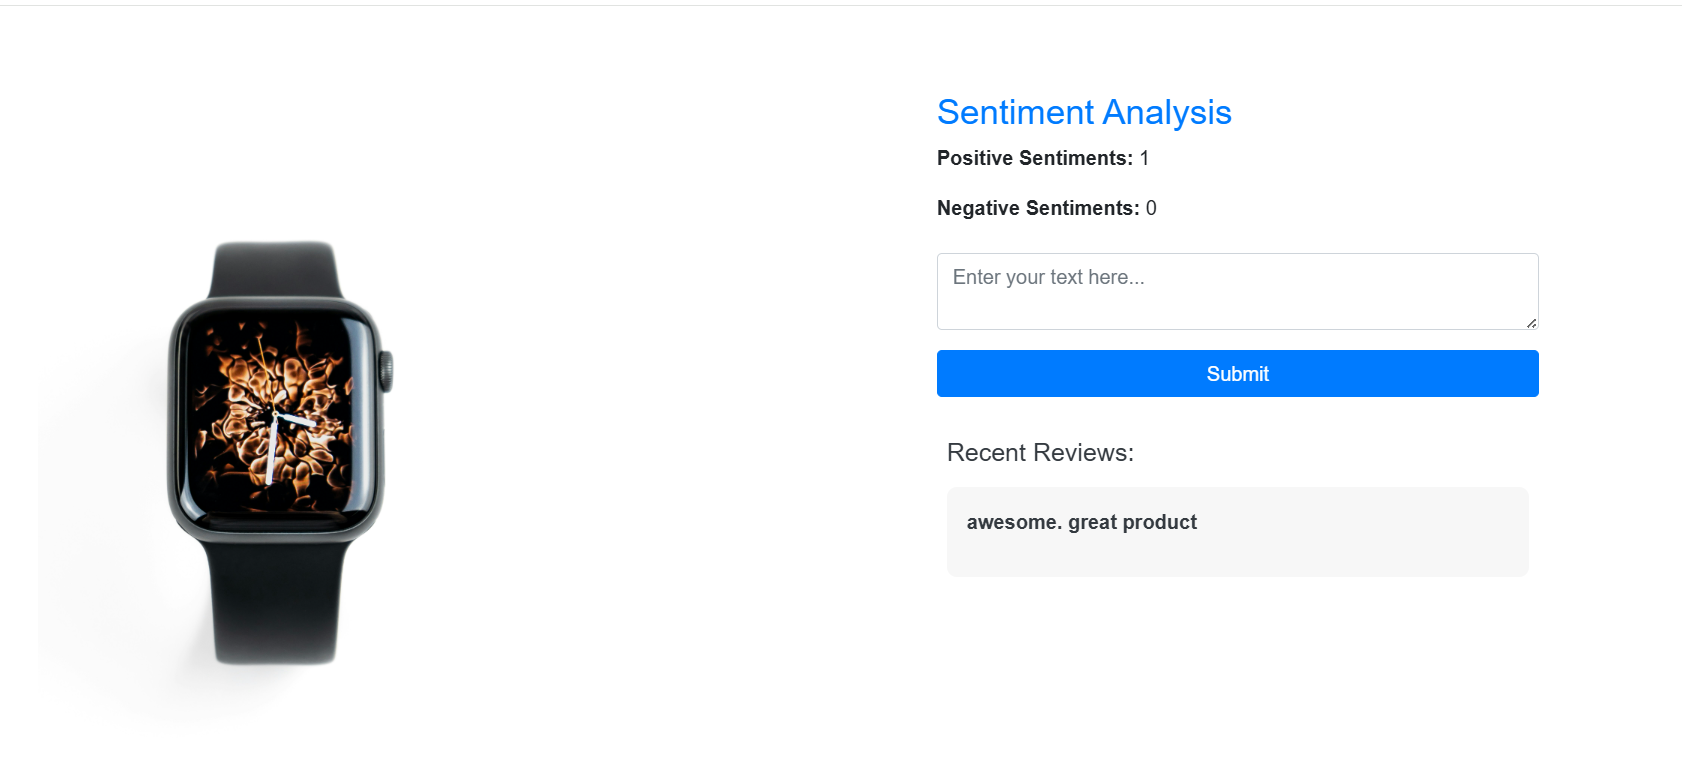 Sentiment Analysis
Positive Sentiments: 1
Negative Sentiments: 0
Enter your text here...
Submit
Recent Reviews:
awesome. great product